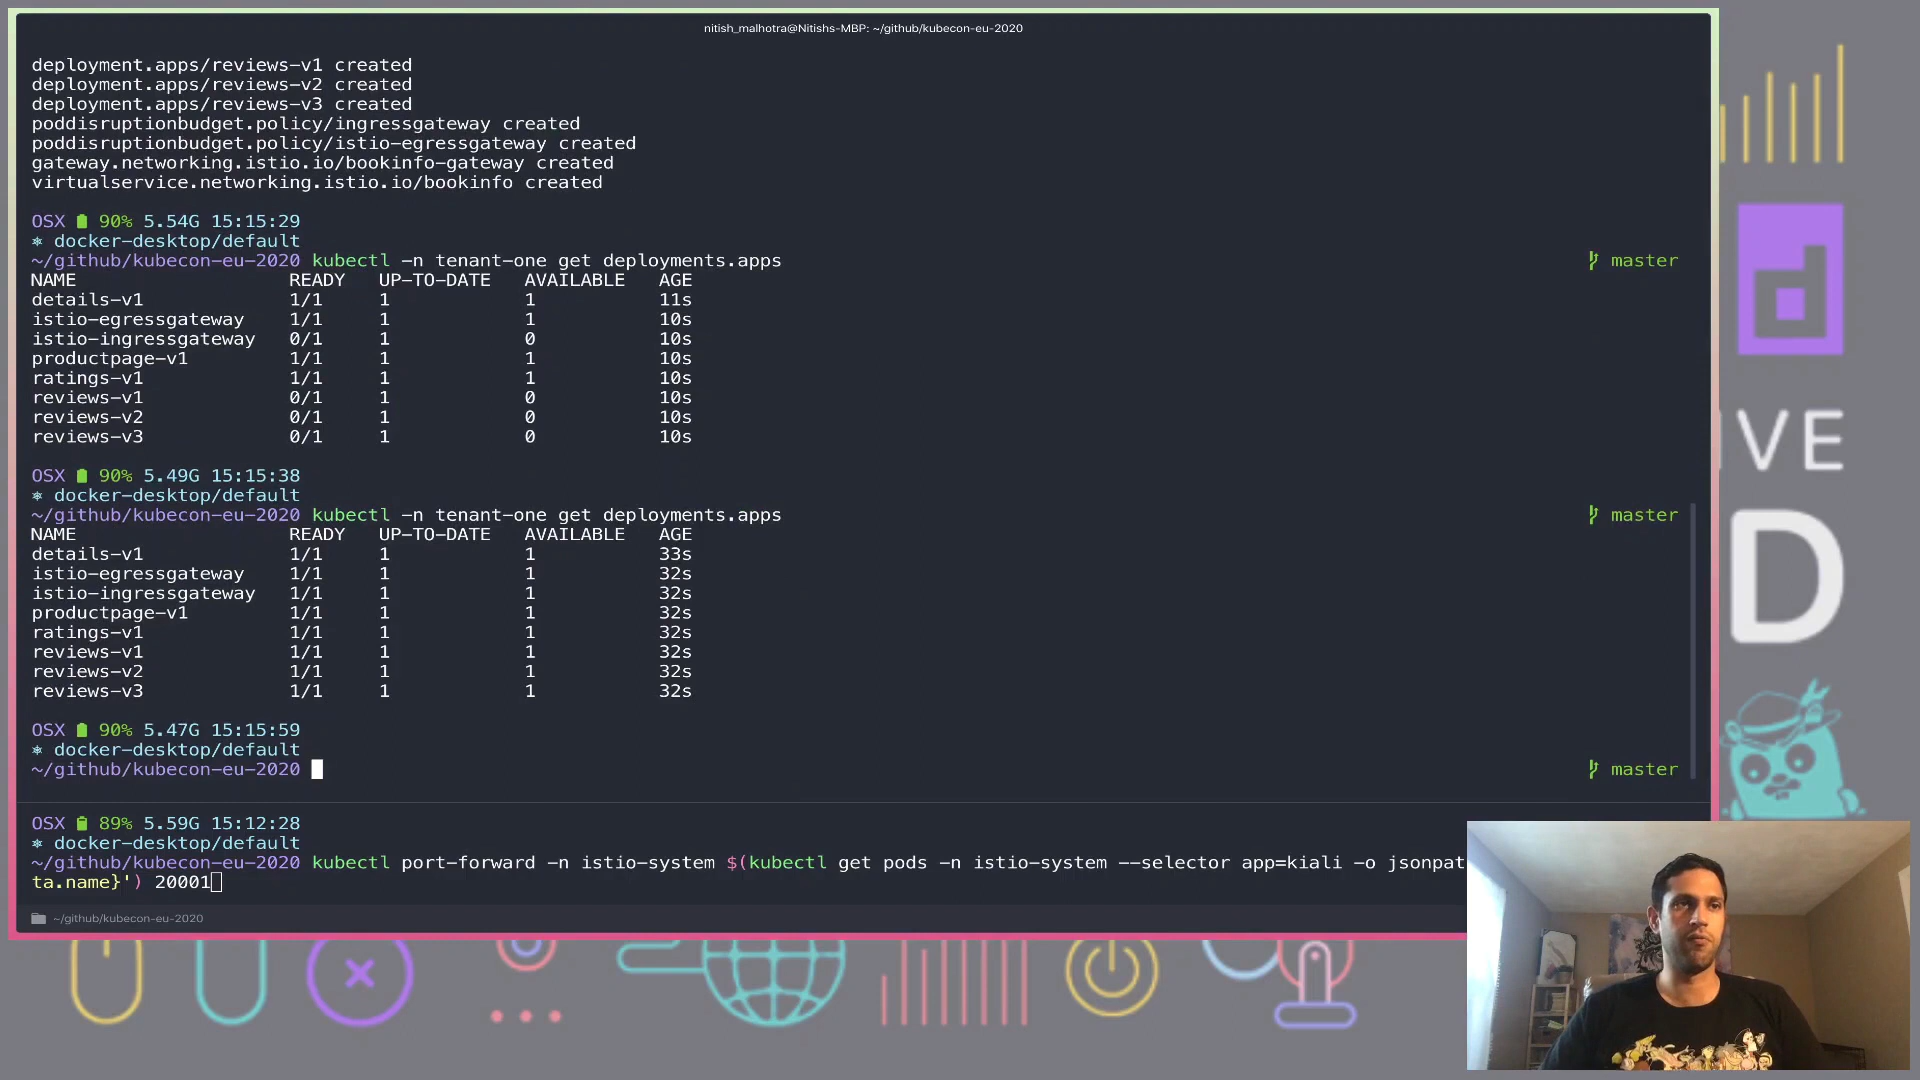 nitish_malhotra@Nitishs-MBP: ~/github/kubecon-eu-2020
deployment.apps/reviews-v1 created
deployment.apps/reviews-v2 created
deployment.apps/reviews-v3 created
poddisruptionbudget.policy/ingressgateway created
poddisruptionbudget.policy/istio-egressgateway created
gateway.networking.istio.io/bookinfo-gateway created
virtualservice.networking.istio.io/bookinfo created
OSX 90% 5.54G 15:15:29
⎈ docker-desktop/default
~/github/kubecon-eu-2020 kubectl -n tenant-one get deployments.apps master
NAME READY UP-TO-DATE AVAILABLE AGE
details-v1 1/1 1 1 11s
istio-egressgateway 1/1 1 1 10s
istio-ingressgateway 0/1 1 0 10s
productpage-v1 1/1 1 1 10s
ratings-v1 1/1 1 1 10s
reviews-v1 0/1 1 0 10s
reviews-v2 0/1 1 0 10s
reviews-v3 0/1 1 0 10s
OSX 90% 5.49G 15:15:38
⎈ docker-desktop/default
~/github/kubecon-eu-2020 kubectl -n tenant-one get deployments.apps master
NAME READY UP-TO-DATE AVAILABLE AGE
details-v1 1/1 1 1 33s
istio-egressgateway 1/1 1 1 32s
istio-ingressgateway 1/1 1 1 32s
productpage-v1 1/1 1 1 32s
ratings-v1 1/1 1 1 32s
reviews-v1 1/1 1 1 32s
reviews-v2 1/1 1 1 32s
reviews-v3 1/1 1 1 32s
OSX 90% 5.47G 15:15:59
⎈ docker-desktop/default
~/github/kubecon-eu-2020 master
OSX 89% 5.59G 15:12:28
⎈ docker-desktop/default
~/github/kubecon-eu-2020 kubectl port-forward -n istio-system $(kubectl get pods -n istio-system --selector app=kiali -o jsonpat
ta.name}') 20001
~/github/kubecon-eu-2020
VE
D